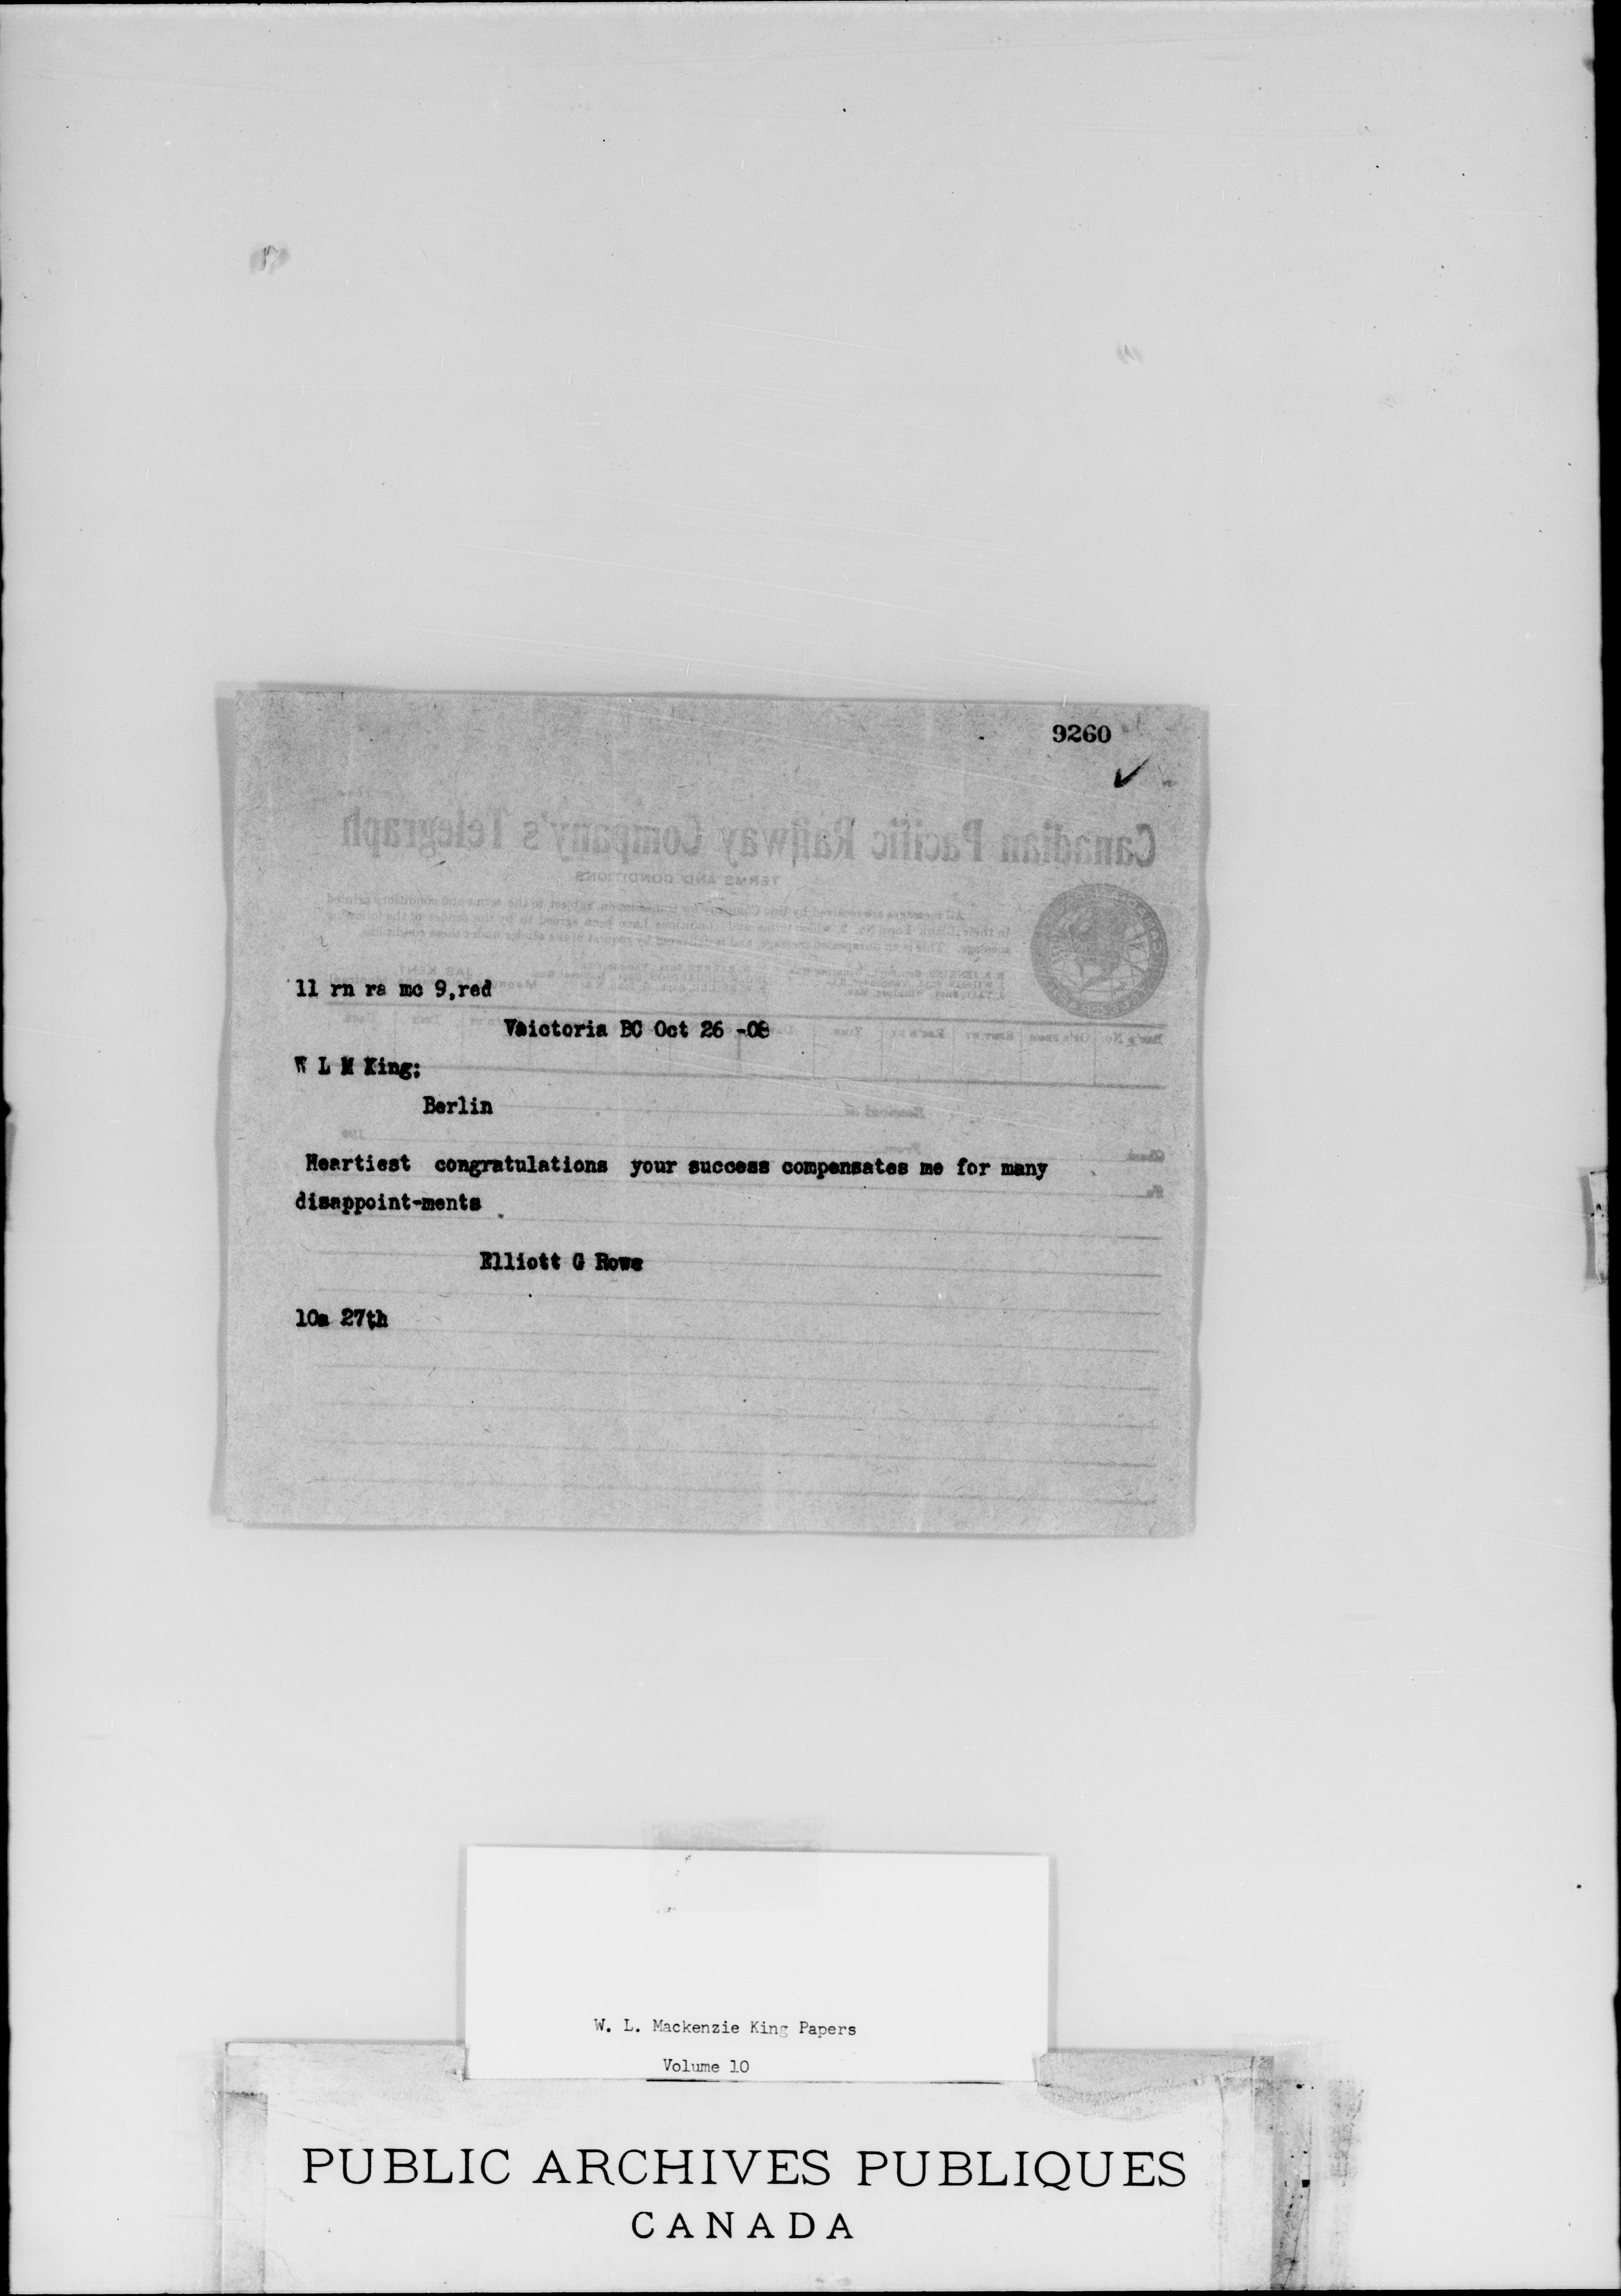 9260
Canadian Pacific Railway Company's Telegraph
TERMS AND CONDITIONS
11 rn ra mc 9,red
Vaictoria BC Oct 26 -08
W L M King;
Berlin
Heartiest congratulations your success compensates me for many
disappoint-ments
Elliott G Rowe
10a 27th
W. L. Mackenzie King Papers
Volume 10
PUBLIC ARCHIVES PUBLIQUES
CANADA